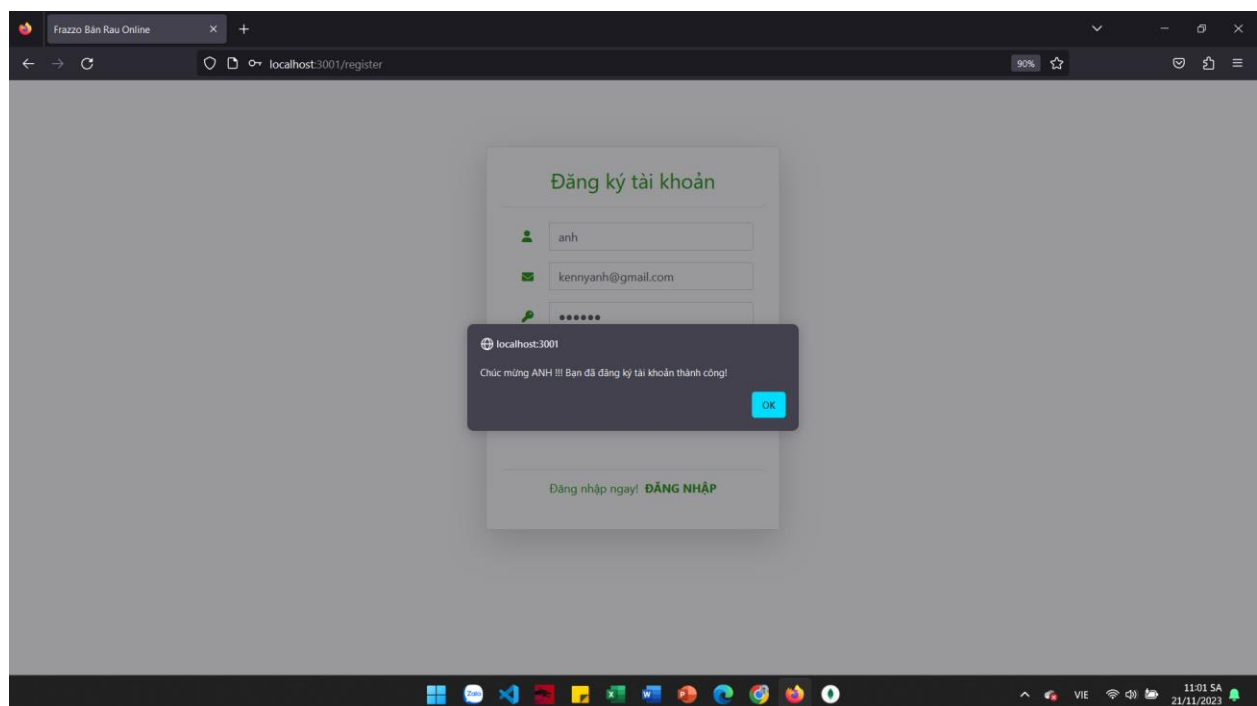 Frazzo Bán Rau Online
localhost:3001/register
90%
Đăng ký tài khoản
anh
kennyanh@gmail.com
localhost:3001
Chúc mừng ANH !!! Bạn đã đăng ký tài khoản thành công!
OK
Đăng nhập ngay! ĐĂNG NHẬP
Zalo
VIE
11:01 SA
21/11/2023